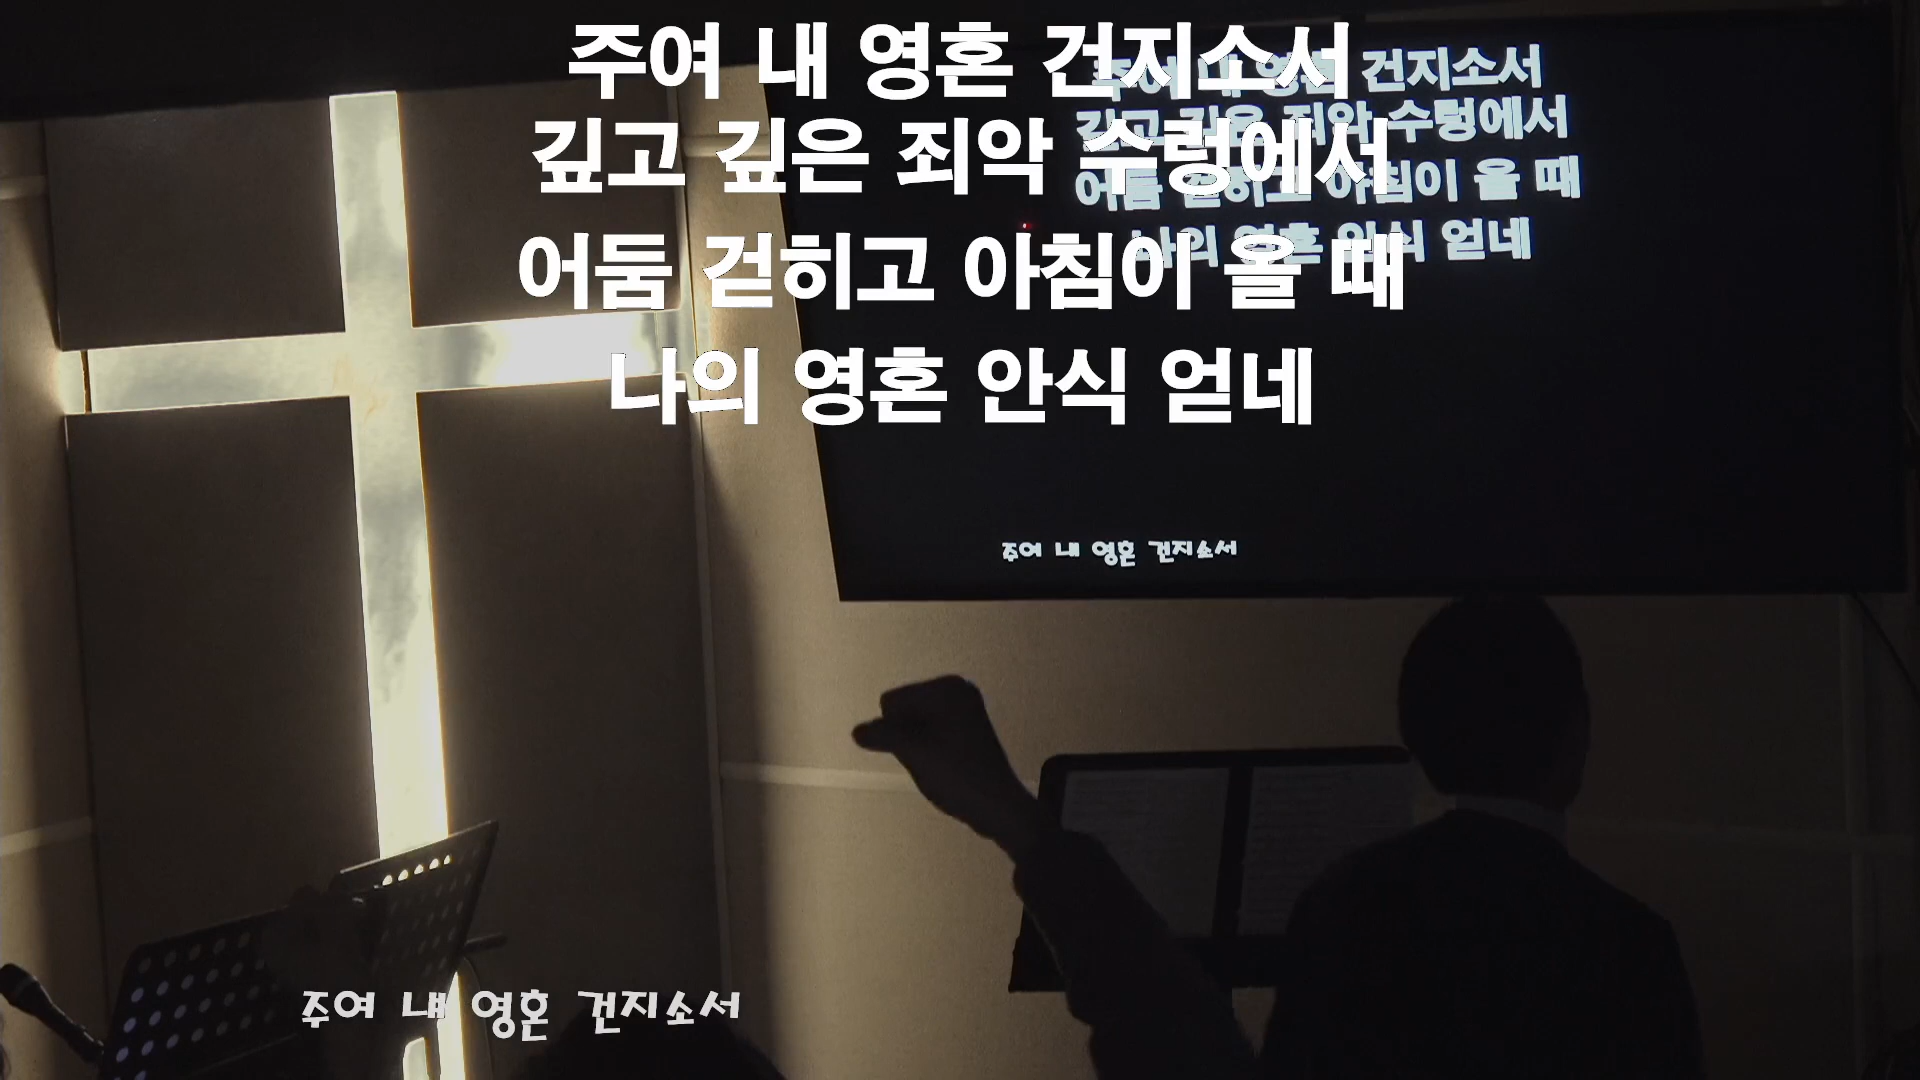 주여 내 영혼 건지소서
깊고 깊은 죄악 수렁에서
어둠 걷히고 아침이 올 때
나의 영혼 안식 얻네
주여 내 영혼 건지소서
깊고 깊은 죄악 수렁에서
어둠 걷히고 아침이 올 때
나의 영혼 안식 얻네
주여 내 영혼 건지소서
주여 내 영혼 건지소서